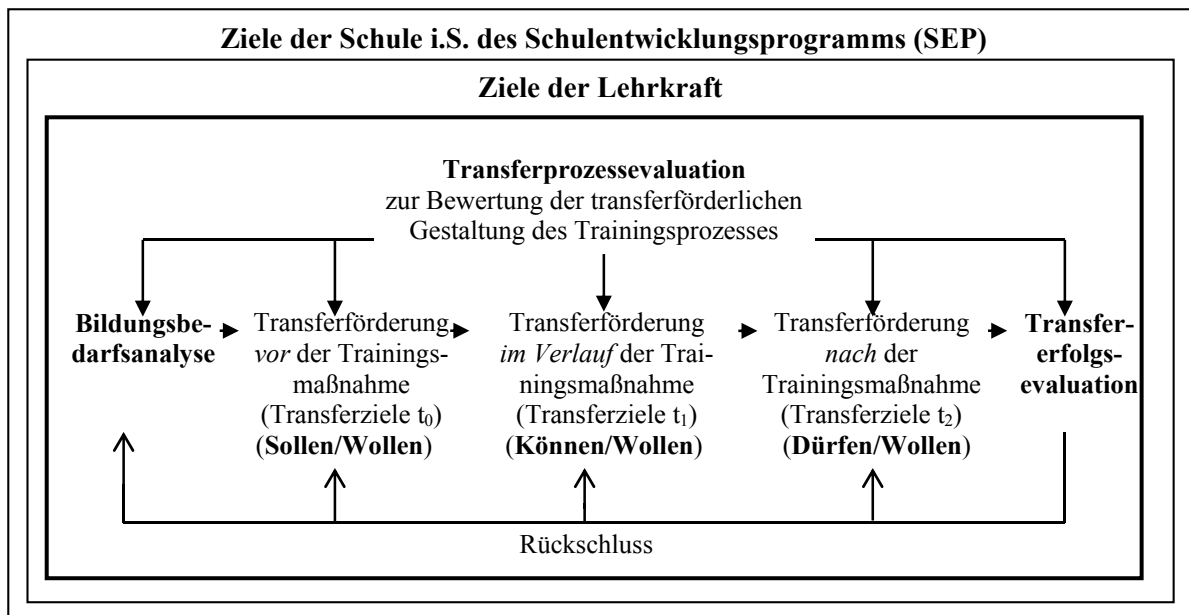 Ziele der Schule i.S. des Schulentwicklungsprogramms (SEP)
Ziele der Lehrkraft
Transferprozessevaluation
zur Bewertung der transferförderlichen
Gestaltung des Trainingsprozesses
Bildungsbe-
darfsanalyse
Transferförderung
vor der Trainings-
maßnahme
(Transferziele t₀)
(Sollen/Wollen)
Transferförderung
im Verlauf der Trai-
ningsmaßnahme
(Transferziele t₁)
(Können/Wollen)
Transferförderung
nach der
Trainingsmaßnahme
(Transferziele t₂)
(Dürfen/Wollen)
Transfer-
erfolgs-
evaluation
Rückschluss